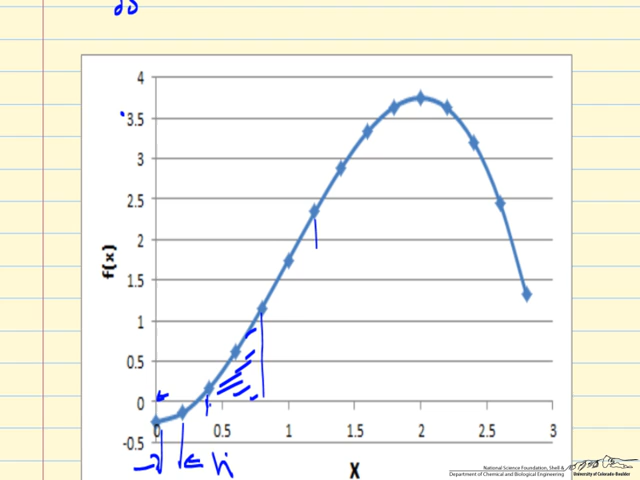 4
3.5
3
2.5
2
1.5
1
0.5
0
-0.5
f(x)
0 0.5 1 1.5 2 2.5 3
h
X
National Science Foundation, Shell &
Department of Chemical and Biological Engineering
University of Colorado Boulder